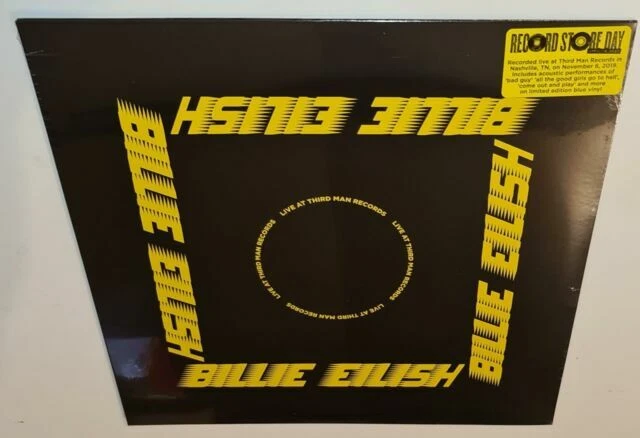 RECORD STORE DAY
Recorded live at Third Man Records in
Nashville, TN, on November 6, 2019.
Includes acoustic performances of
'bad guy' 'all the good girls go to hell',
'come out and play' and more
on limited edition blue vinyl
BILLIE EILISH
BILLIE EILISH
BILLIE EILISH
BILLIE EILISH
LIVE AT THIRD MAN RECORDS
LIVE AT THIRD MAN RECORDS
LIVE AT THIRD MAN RECORDS
LIVE AT THIRD MAN RECORDS